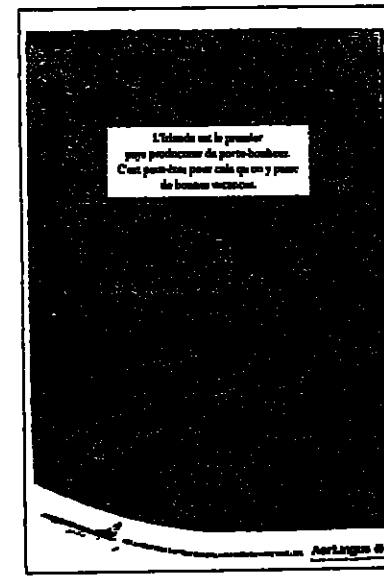 L'Irlande est le premier
pays producteur de porte-bonheur.
C'est peut-être pour cela qu'on y passe
de bonnes vacances.
AerLingus